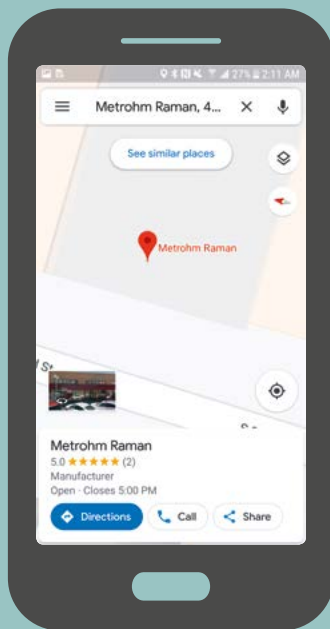 27% 2:11 AM
Metrohm Raman, 4...
See similar places
Metrohm Raman
St
Metrohm Raman
5.0 ★★★★★ (2)
Manufacturer
Open · Closes 5:00 PM
Directions Call Share